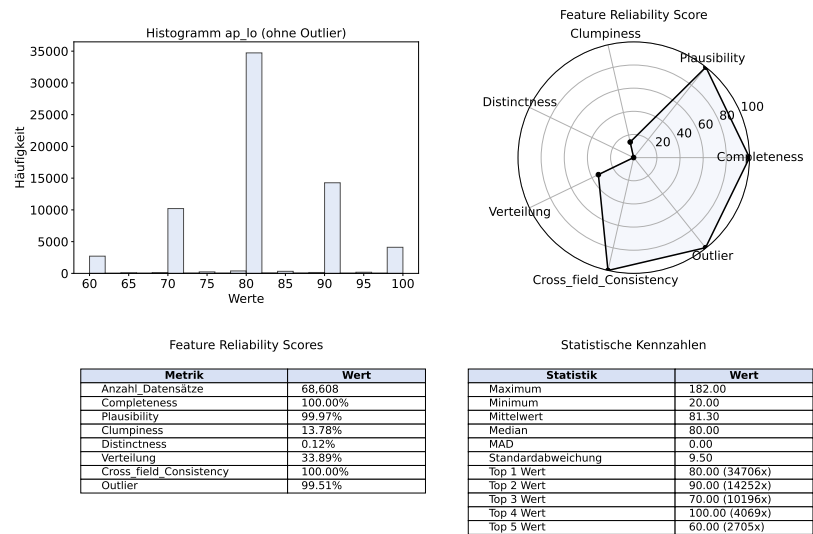 Histogramm ap_lo (ohne Outlier)
Häufigkeit
35000
30000
25000
20000
15000
10000
5000
0
60 65 70 75 80 85 90 95 100
Werte
Feature Reliability Score
Clumpiness
Plausibility
Distinctness
20 40 60 80 100
Completeness
Verteilung
Outlier
Cross_field_Consistency
Feature Reliability Scores
Metrik Wert
Anzahl_Datensätze 68,608
Completeness 100.00%
Plausibility 99.97%
Clumpiness 13.78%
Distinctness 0.12%
Verteilung 33.89%
Cross_field_Consistency 100.00%
Outlier 99.51%
Statistische Kennzahlen
Statistik Wert
Maximum 182.00
Minimum 20.00
Mittelwert 81.30
Median 80.00
MAD 0.00
Standardabweichung 9.50
Top 1 Wert 80.00 (34706x)
Top 2 Wert 90.00 (14252x)
Top 3 Wert 70.00 (10196x)
Top 4 Wert 100.00 (4069x)
Top 5 Wert 60.00 (2705x)